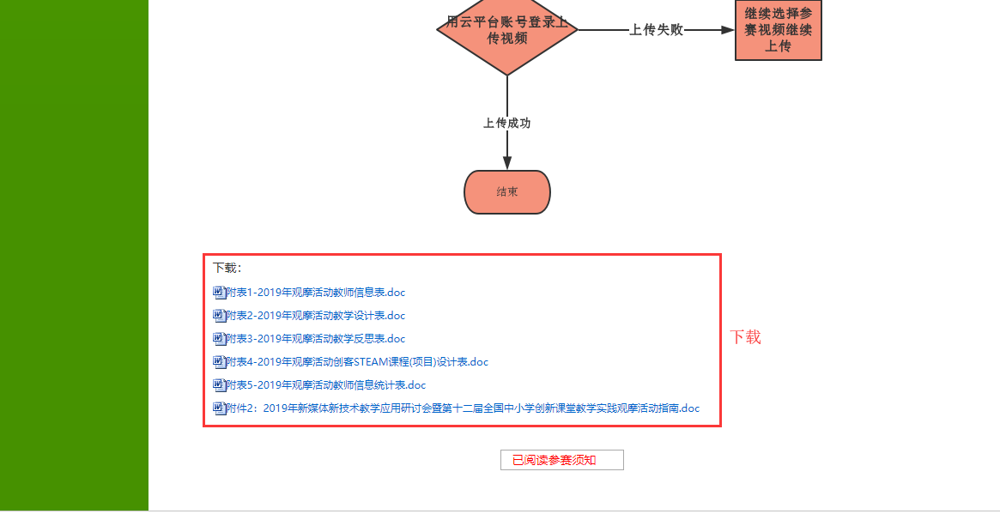 用云平台账号登录上
传视频
上传失败
继续选择参
赛视频继续
上传
上传成功
结束
下载：
附表1-2019年观摩活动教师信息表.doc
附表2-2019年观摩活动教学设计表.doc
附表3-2019年观摩活动教学反思表.doc
附表4-2019年观摩活动创客STEAM课程(项目)设计表.doc
附表5-2019年观摩活动教师信息统计表.doc
附件2：2019年新媒体新技术教学应用研讨会暨第十二届全国中小学创新课堂教学实践观摩活动指南.doc
下载
已阅读参赛须知